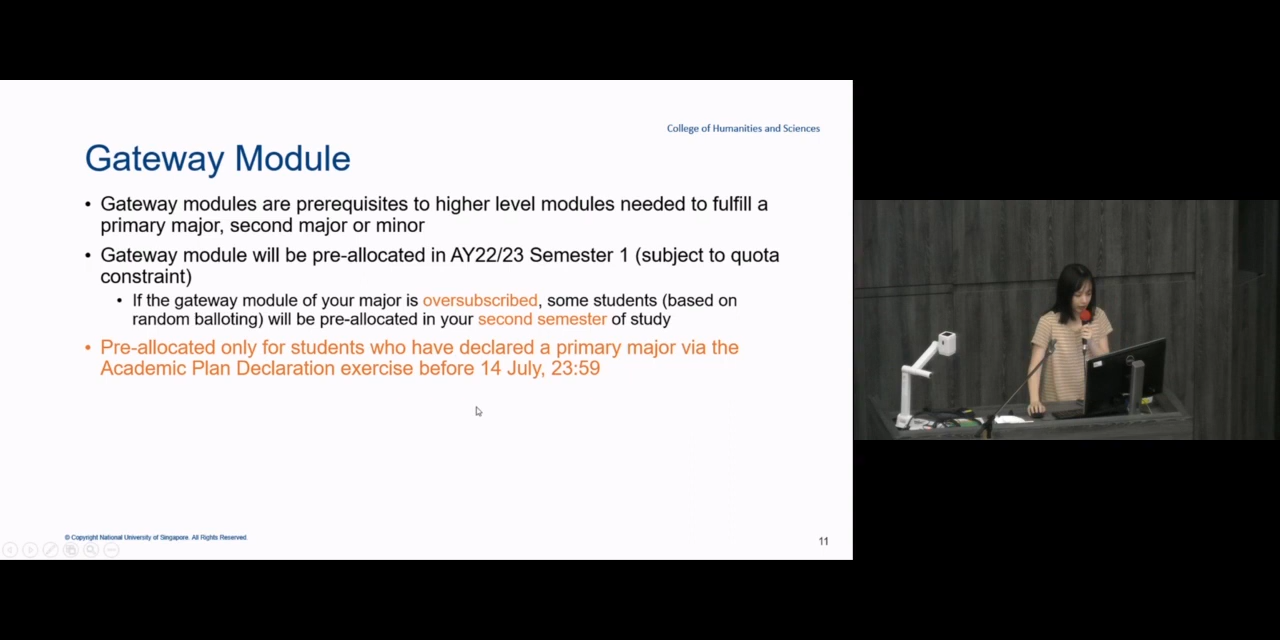 College of Humanities and Sciences
Gateway Module
• Gateway modules are prerequisites to higher level modules needed to fulfill a
primary major, second major or minor
• Gateway module will be pre-allocated in AY22/23 Semester 1 (subject to quota
constraint)
• If the gateway module of your major is oversubscribed, some students (based on
random balloting) will be pre-allocated in your second semester of study
• Pre-allocated only for students who have declared a primary major via the
Academic Plan Declaration exercise before 14 July, 23:59
© Copyright National University of Singapore. All Rights Reserved.
11